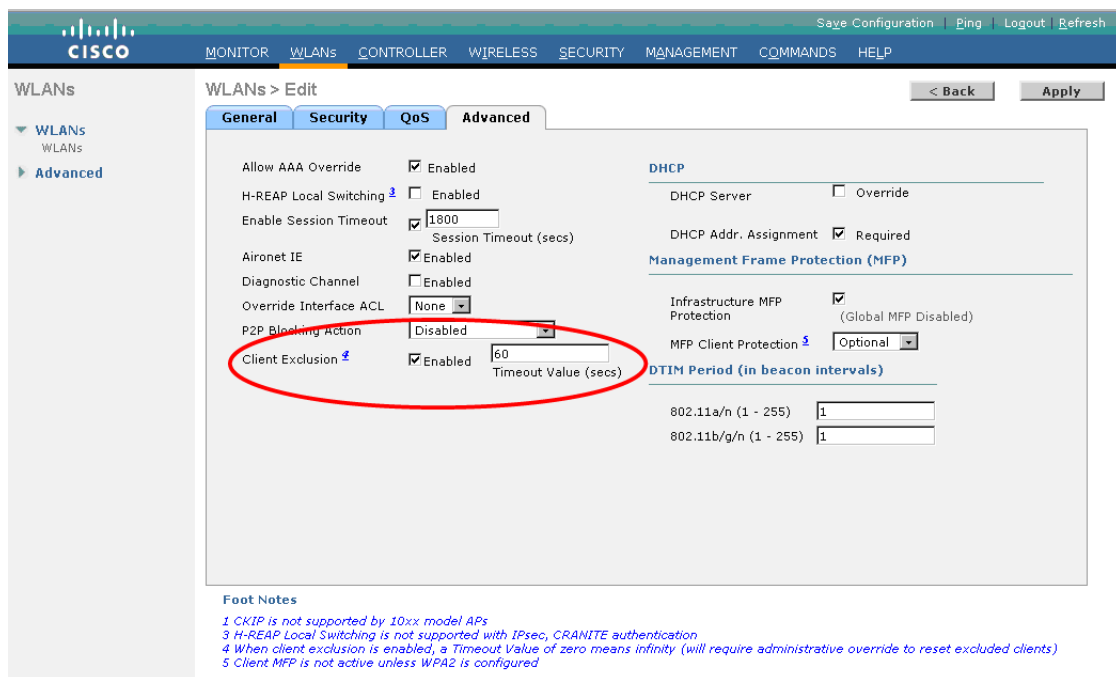 Save Configuration | Ping | Logout | Refresh
CISCO
MONITOR WLANs CONTROLLER WIRELESS SECURITY MANAGEMENT COMMANDS HELP
WLANs
WLANs
WLANs
Advanced
WLANs > Edit
< Back Apply
General Security QoS Advanced
Allow AAA Override Enabled
H-REAP Local Switching 3 Enabled
Enable Session Timeout 1800
Session Timeout (secs)
Aironet IE Enabled
Diagnostic Channel Enabled
Override Interface ACL None
P2P Blocking Action Disabled
Client Exclusion 4 Enabled 60
Timeout Value (secs)
DHCP
DHCP Server Override
DHCP Addr. Assignment Required
Management Frame Protection (MFP)
Infrastructure MFP
Protection (Global MFP Disabled)
MFP Client Protection 5 Optional
DTIM Period (in beacon intervals)
802.11a/n (1 - 255) 1
802.11b/g/n (1 - 255) 1
Foot Notes
1 CKIP is not supported by 10xx model APs
3 H-REAP Local Switching is not supported with IPsec, CRANITE authentication
4 When client exclusion is enabled, a Timeout Value of zero means infinity (will require administrative override to reset excluded clients)
5 Client MFP is not active unless WPA2 is configured